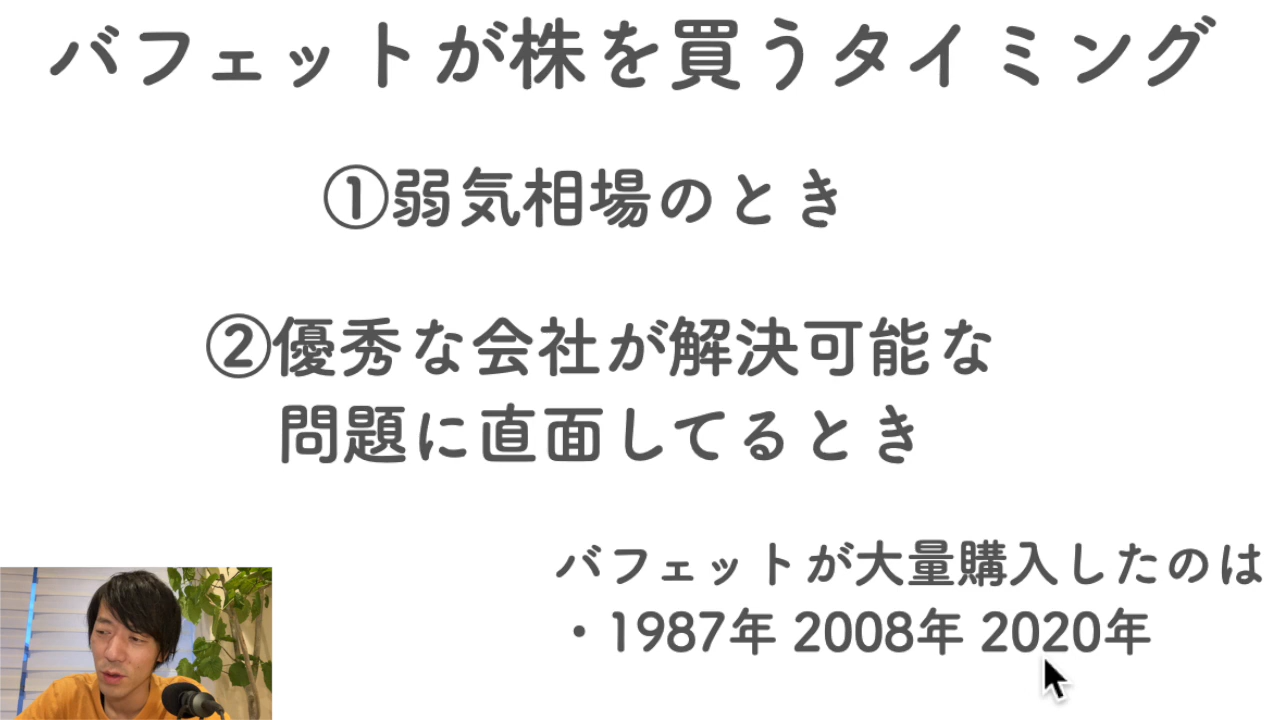 バフェットが株を買うタイミング
①弱気相場のとき
②優秀な会社が解決可能な
問題に直面してるとき
バフェットが大量購入したのは
・1987年 2008年 2020年